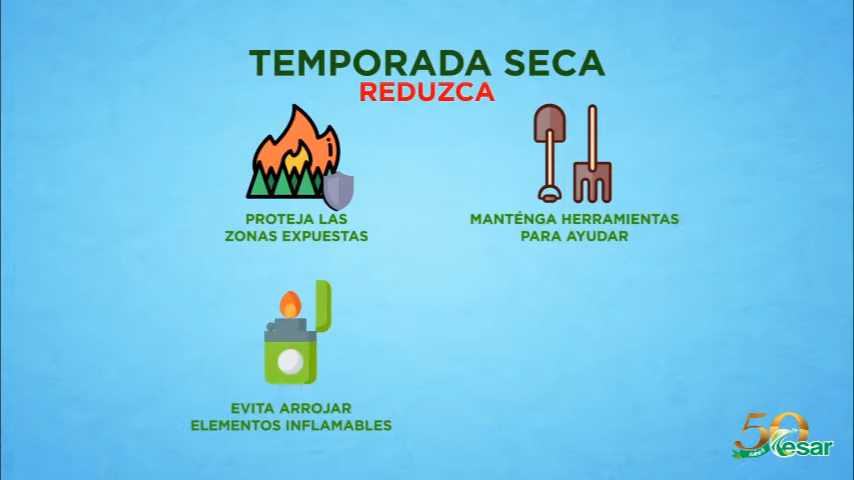 TEMPORADA SECA
REDUZCA
PROTEJA LAS
ZONAS EXPUESTAS
MANTÉNGA HERRAMIENTAS
PARA AYUDAR
EVITA ARROJAR
ELEMENTOS INFLAMABLES
50
esar